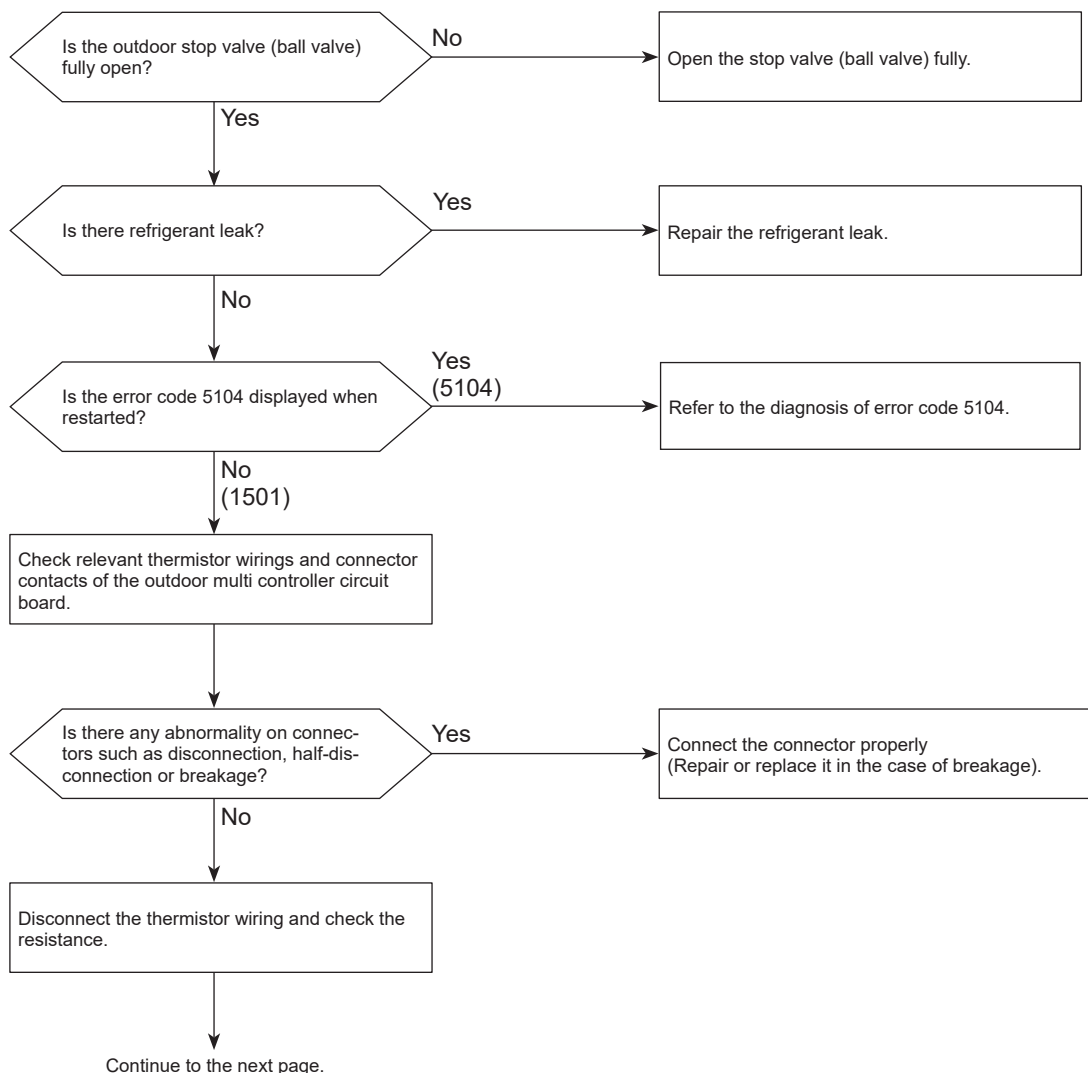 Is the outdoor stop valve (ball valve)
fully open?
No
Open the stop valve (ball valve) fully.
Yes
Is there refrigerant leak?
Yes
Repair the refrigerant leak.
No
Is the error code 5104 displayed when
restarted?
Yes
(5104)
Refer to the diagnosis of error code 5104.
No
(1501)
Check relevant thermistor wirings and connector
contacts of the outdoor multi controller circuit
board.
Is there any abnormality on connec-
tors such as disconnection, half-dis-
connection or breakage?
Yes
Connect the connector properly
(Repair or replace it in the case of breakage).
No
Disconnect the thermistor wiring and check the
resistance.
Continue to the next page.